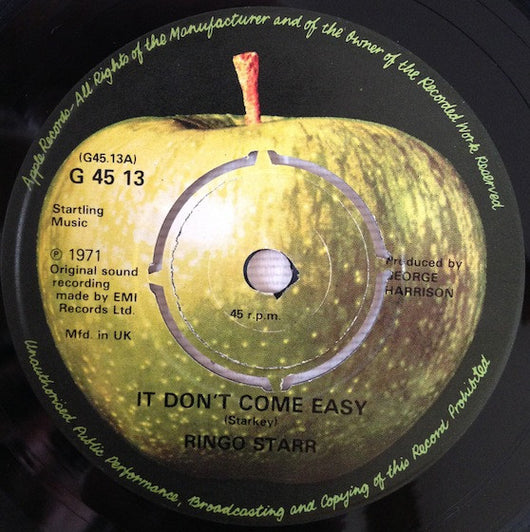 Apple Records All Rights of the Manufacturer and of the Owner of the Recorded Work Reserved
(G45.13A)
G 45 13
Startling
Music
℗ 1971
Original sound
recording
made by EMI
Records Ltd.
Mfd. in UK
Produced by
GEORGE
HARRISON
45 r.p.m.
IT DON'T COME EASY
(Starkey)
RINGO STARR
Unauthorised Public Performance, Broadcasting and Copying of this Record Prohibited